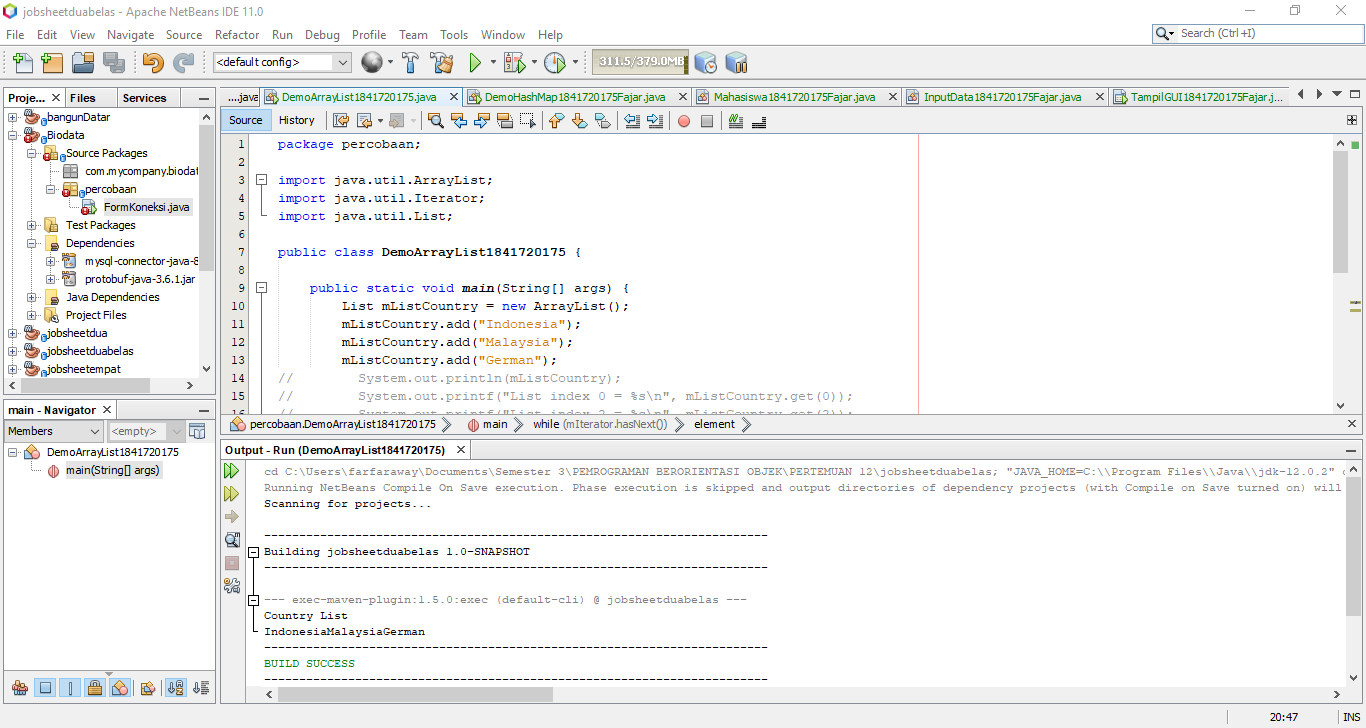 jobsheetduabelas - Apache NetBeans IDE 11.0
File Edit View Navigate Source Refactor Run Debug Profile Team Tools Window Help
Search (Ctrl+I)
<default config>
311.5/379.0MB
Proje... Files Services
bangunDatar
Biodata
Source Packages
com.mycompany.biodat
percobaan
FormKoneksi.java
Test Packages
Dependencies
mysql-connector-java-8
protobuf-java-3.6.1.jar
Java Dependencies
Project Files
jobsheetdua
jobsheetduabelas
jobsheetempat
main - Navigator
Members <empty>
DemoArrayList1841720175
main(String[] args)
....java DemoArrayList1841720175.java DemoHashMap1841720175Fajar.java Mahasiswa1841720175Fajar.java InputData1841720175Fajar.java TampilGUI1841720175Fajar.j...
Source History
1 package percobaan;
2
3 import java.util.ArrayList;
4 import java.util.Iterator;
5 import java.util.List;
6
7 public class DemoArrayList1841720175 {
8
9 public static void main(String[] args) {
10 List mListCountry = new ArrayList();
11 mListCountry.add("Indonesia");
12 mListCountry.add("Malaysia");
13 mListCountry.add("German");
14 // System.out.println(mListCountry);
15 // System.out.printf("List index 0 = %s\n", mListCountry.get(0));
16 // System.out.printf("List index 2 = %s\n", mListCountry.get(2));
percobaan.DemoArrayList1841720175 main while (mIterator.hasNext()) element
Output - Run (DemoArrayList1841720175)
cd C:\Users\farfaraway\Documents\Semester 3\PEMROGRAMAN BERORIENTASI OBJEK\PERTEMUAN 12\jobsheetduabelas; "JAVA_HOME=C:\\Program Files\\Java\\jdk-12.0.2" c
Running NetBeans Compile On Save execution. Phase execution is skipped and output directories of dependency projects (with Compile on Save turned on) will
Scanning for projects...
------------------------------------------------------------------------
Building jobsheetduabelas 1.0-SNAPSHOT
------------------------------------------------------------------------
--- exec-maven-plugin:1.5.0:exec (default-cli) @ jobsheetduabelas ---
Country List
IndonesiaMalaysiaGerman
------------------------------------------------------------------------
BUILD SUCCESS
------------------------------------------------------------------------
20:47 INS